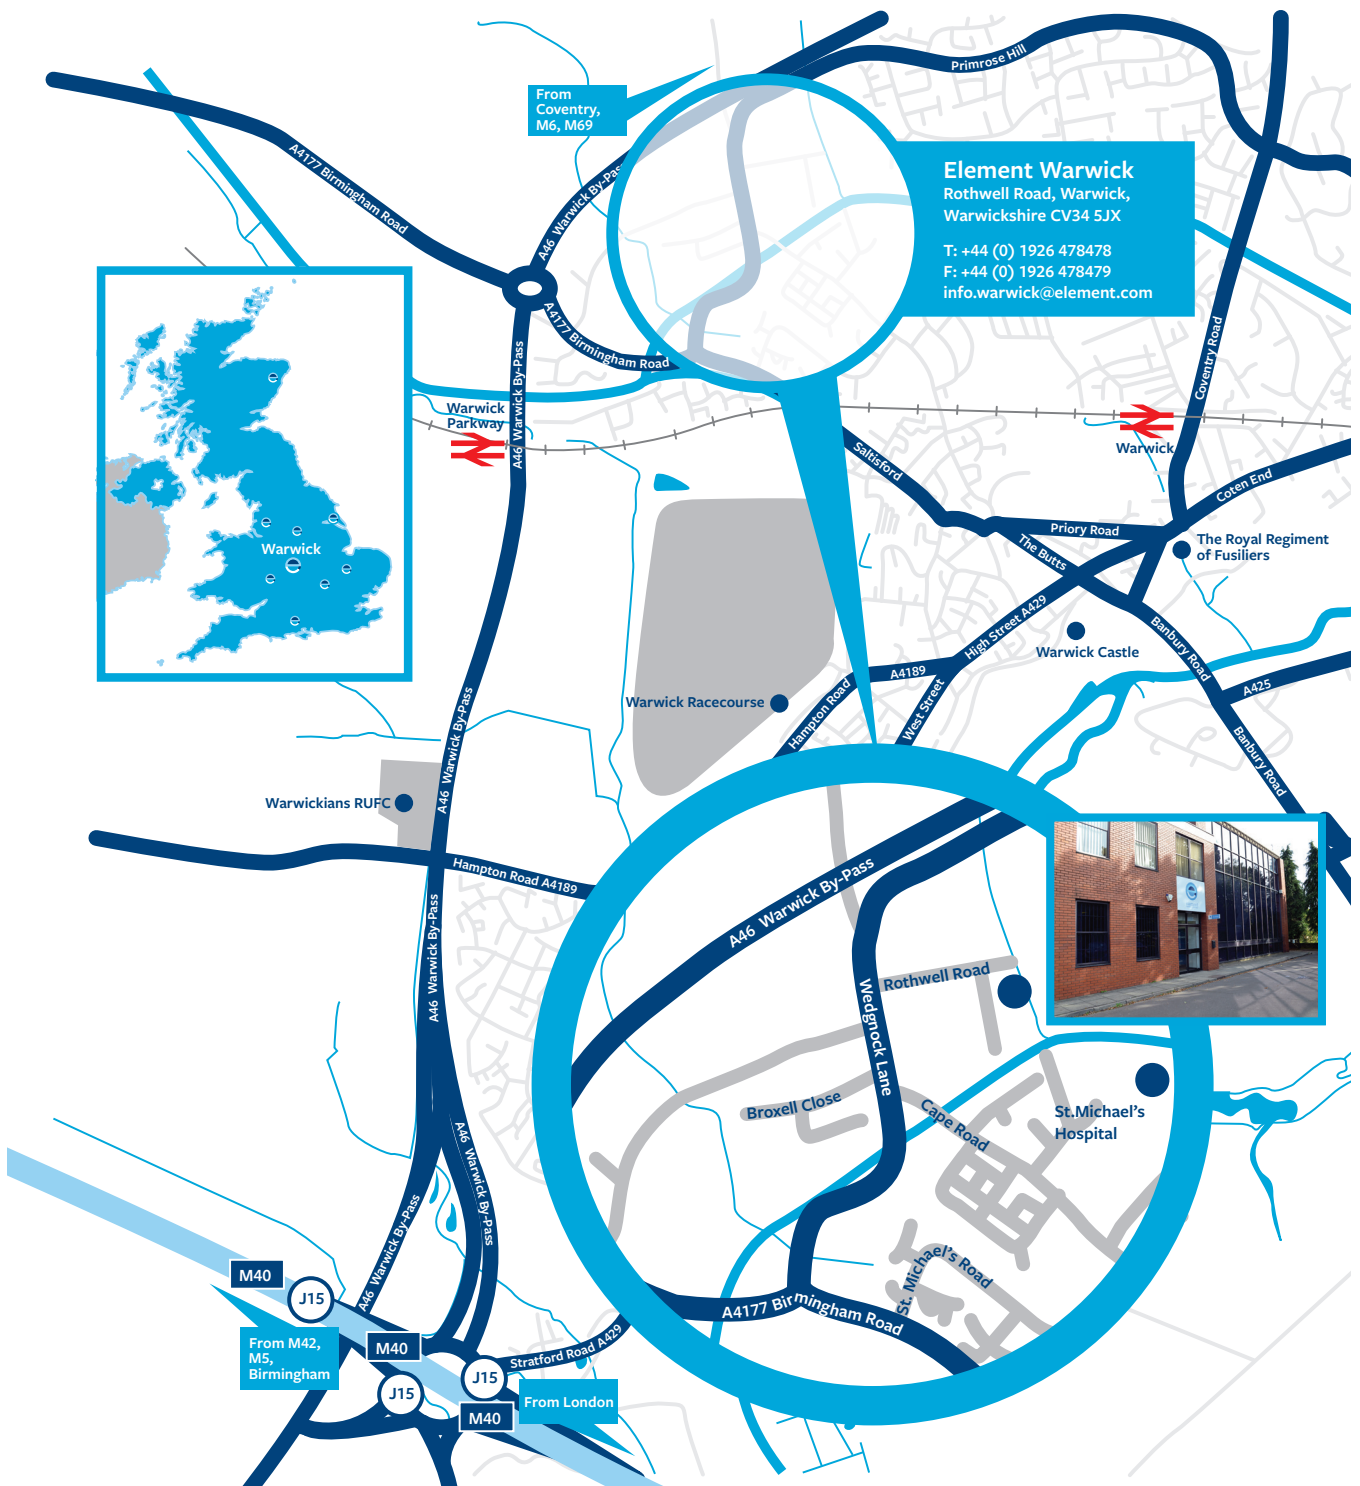 Primrose Hill
From
Coventry,
M6, M69
A4177 Birmingham Road
A46 Warwick By-Pass
Element Warwick
Rothwell Road, Warwick,
Warwickshire CV34 5JX
T: +44 (0) 1926 478478
F: +44 (0) 1926 478479
info.warwick@element.com
A4177 Birmingham Road
Coventry Road
A46 Warwick By-Pass
Warwick
Parkway
Warwick
Saltisford
Coten End
Priory Road
The Butts
The Royal Regiment
of Fusiliers
Warwick
High Street A429
Warwick Castle
Banbury Road
A4189
A425
Hampton Road
West Street
Warwick Racecourse
Banbury Road
A46 Warwick By-Pass
Warwickians RUFC
Hampton Road A4189
A46 Warwick By-Pass
A46 Warwick By-Pass
Rothwell Road
Wedgnock Lane
Broxell Close
Cape Road
St.Michael's
Hospital
A46 Warwick By-Pass
A46 Warwick By-Pass
St. Michael's Road
A4177 Birmingham Road
M40
J15
From M42,
M5,
Birmingham
M40
Stratford Road A429
J15
J15
From London
M40